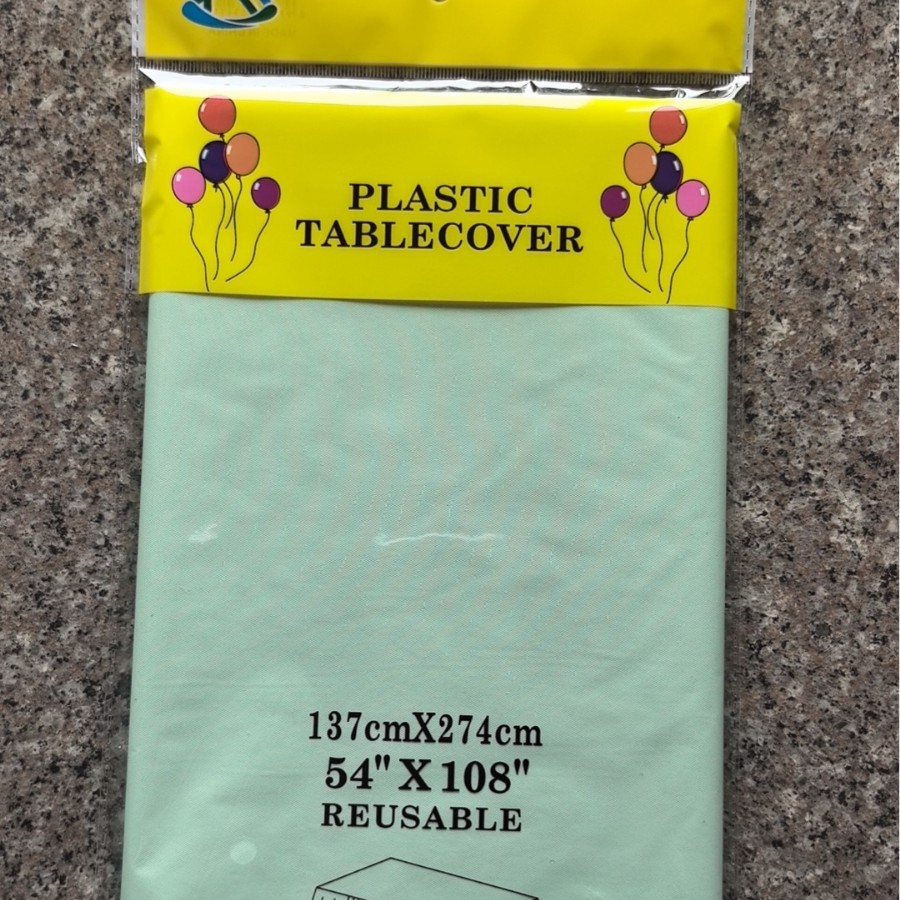 PLASTIC
TABLECOVER
137cmX274cm
54" X 108"
REUSABLE